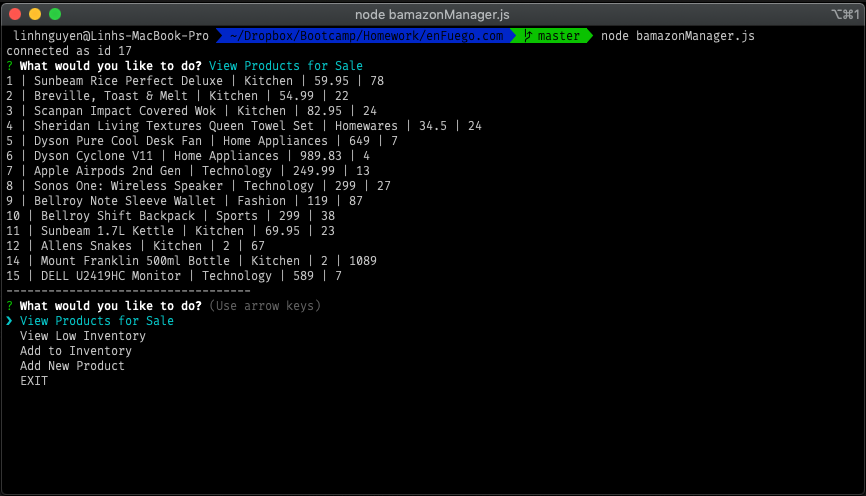 node bamazonManager.js
⌥⌘1
linhnguyen@Linhs-MacBook-Pro ~/Dropbox/Bootcamp/Homework/enFuego.com master node bamazonManager.js
connected as id 17
? What would you like to do? View Products for Sale
1 | Sunbeam Rice Perfect Deluxe | Kitchen | 59.95 | 78
2 | Breville, Toast & Melt | Kitchen | 54.99 | 22
3 | Scanpan Impact Covered Wok | Kitchen | 82.95 | 24
4 | Sheridan Living Textures Queen Towel Set | Homewares | 34.5 | 24
5 | Dyson Pure Cool Desk Fan | Home Appliances | 649 | 7
6 | Dyson Cyclone V11 | Home Appliances | 989.83 | 4
7 | Apple Airpods 2nd Gen | Technology | 249.99 | 13
8 | Sonos One: Wireless Speaker | Technology | 299 | 27
9 | Bellroy Note Sleeve Wallet | Fashion | 119 | 87
10 | Bellroy Shift Backpack | Sports | 299 | 38
11 | Sunbeam 1.7L Kettle | Kitchen | 69.95 | 23
12 | Allens Snakes | Kitchen | 2 | 67
14 | Mount Franklin 500ml Bottle | Kitchen | 2 | 1089
15 | DELL U2419HC Monitor | Technology | 589 | 7
-----------------------------------
? What would you like to do? (Use arrow keys)
❯ View Products for Sale
View Low Inventory
Add to Inventory
Add New Product
EXIT